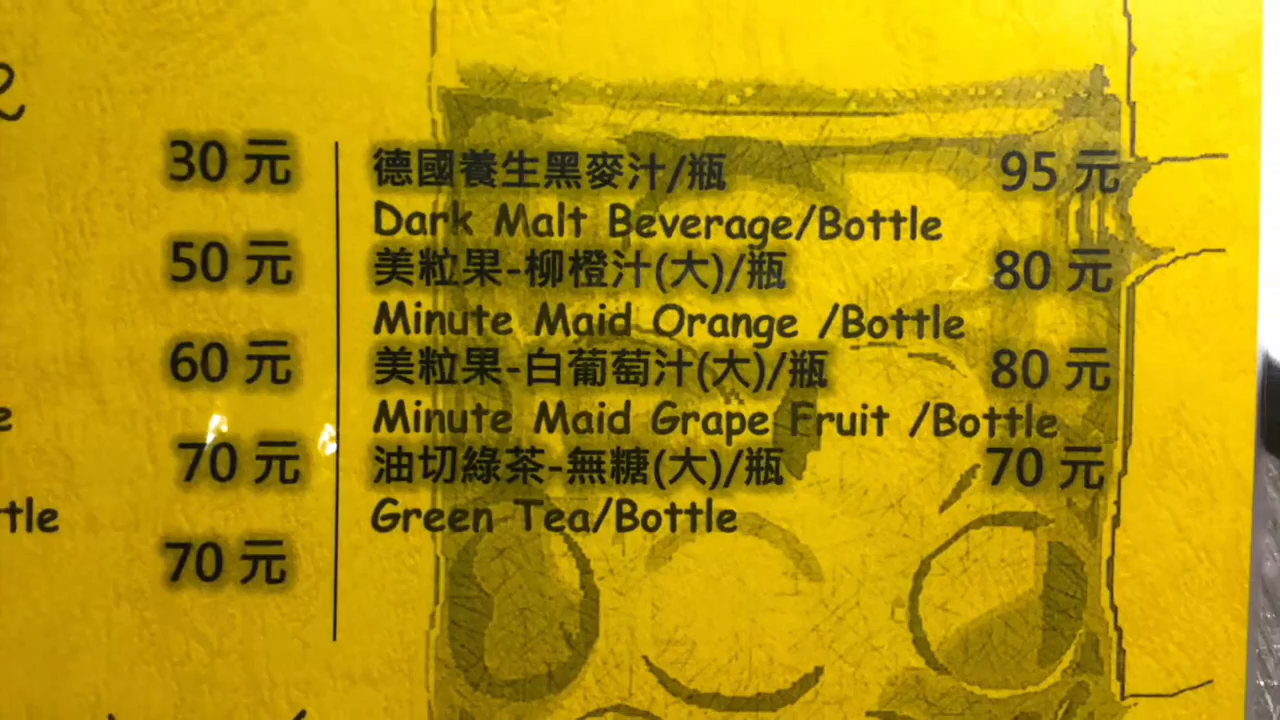 30 元
50 元
60 元
70 元
tle
70 元
德國養生黑麥汁/瓶 95 元
Dark Malt Beverage/Bottle
美粒果-柳橙汁(大)/瓶 80 元
Minute Maid Orange /Bottle
美粒果-白葡萄汁(大)/瓶 80 元
Minute Maid Grape Fruit /Bottle
油切綠茶-無糖(大)/瓶 70 元
Green Tea/Bottle